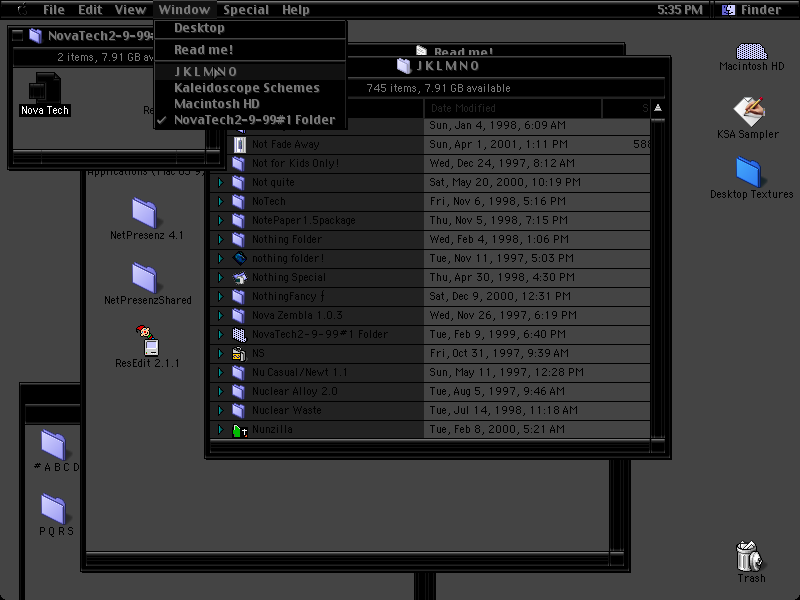 File Edit View Window Special Help 5:35 PM Finder
Desktop
Read me!
J K L M N O
Kaleidoscope Schemes
Macintosh HD
✓ NovaTech2-9-99#1 Folder
NovaTech2-9-99#
2 items, 7.91 GB av
Nova Tech
Re
Read me!
J K L M N O
745 items, 7.91 GB available
Date Modified S
Sun, Jan 4, 1998, 6:09 AM
Not Fade Away Sun, Apr 1, 2001, 1:11 PM 588
Not for Kids Only! Wed, Dec 24, 1997, 8:12 AM
Not quite Sat, May 20, 2000, 10:19 PM
NoTech Fri, Nov 6, 1998, 5:16 PM
NotePaper1.5package Thu, Nov 5, 1998, 7:15 PM
Nothing Folder Wed, Feb 4, 1998, 1:06 PM
nothing folder! Tue, Nov 11, 1997, 5:03 PM
Nothing Special Thu, Apr 30, 1998, 4:30 PM
NothingFancy ƒ Sat, Dec 9, 2000, 12:31 PM
Nova Zembla 1.0.3 Wed, Nov 26, 1997, 6:19 PM
NovaTech2-9-99#1 Folder Tue, Feb 9, 1999, 6:40 PM
NS Fri, Oct 31, 1997, 9:39 AM
Nu Casual/Newt 1.1 Sun, May 11, 1997, 12:28 PM
Nuclear Alloy 2.0 Tue, Aug 5, 1997, 9:46 AM
Nuclear Waste Tue, Jul 14, 1998, 11:18 AM
Nunzilla Tue, Feb 8, 2000, 5:21 AM
Applications (Mac OS 9)
NetPresenz 4.1
NetPresenzShared
ResEdit 2.1.1
# A B C D
P Q R S
Macintosh HD
KSA Sampler
Desktop Textures
Trash